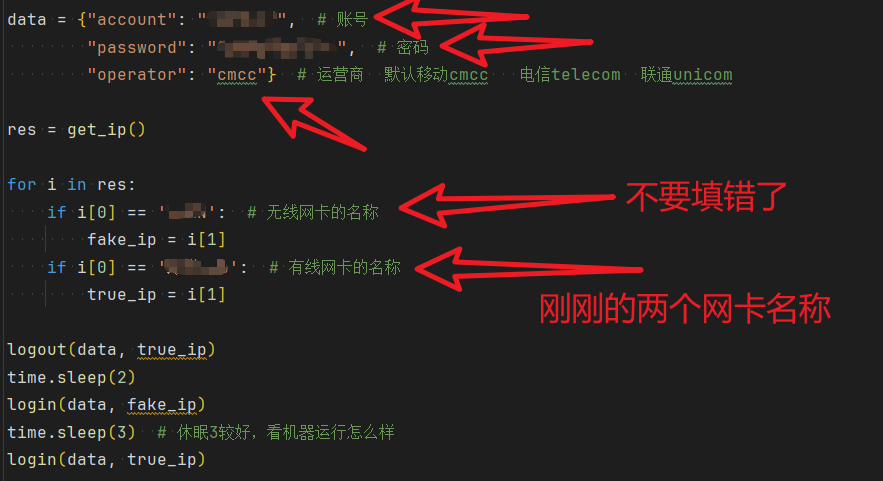 data = {"account": "", # 账号
"password": "", # 密码
"operator": "cmcc"} # 运营商 默认移动cmcc 电信telecom 联通unicom
res = get_ip()
for i in res:
if i[0] == '': # 无线网卡的名称
不要填错了
fake_ip = i[1]
if i[0] == '': # 有线网卡的名称
true_ip = i[1]
刚刚的两个网卡名称
logout(data, true_ip)
time.sleep(2)
login(data, fake_ip)
time.sleep(3) # 休眠3较好，看机器运行怎么样
login(data, true_ip)